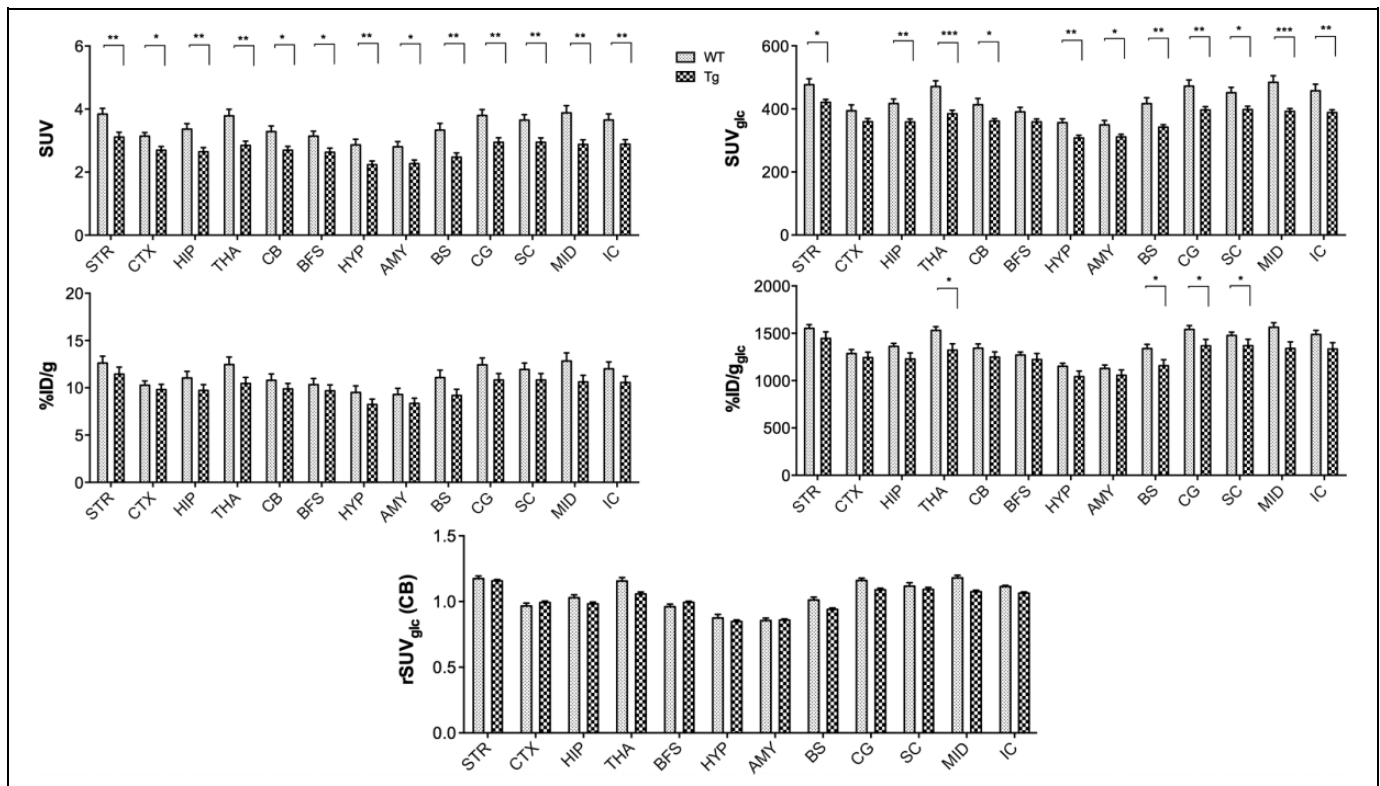 ** * ** ** * * ** * ** ** ** ** **
SUV
6
4
2
0
STR CTX HIP THA CB BFS HYP AMY BS CG SC MID IC
WT
Tg
* ** *** * ** * ** ** * *** **
SUVglc
600
400
200
0
STR CTX HIP THA CB BFS HYP AMY BS CG SC MID IC
%ID/g
20
15
10
5
0
STR CTX HIP THA CB BFS HYP AMY BS CG SC MID IC
* * * *
%ID/gglc
2000
1500
1000
500
0
STR CTX HIP THA CB BFS HYP AMY BS CG SC MID IC
rSUVglc (CB)
1.5
1.0
0.5
0.0
STR CTX HIP THA BFS HYP AMY BS CG SC MID IC